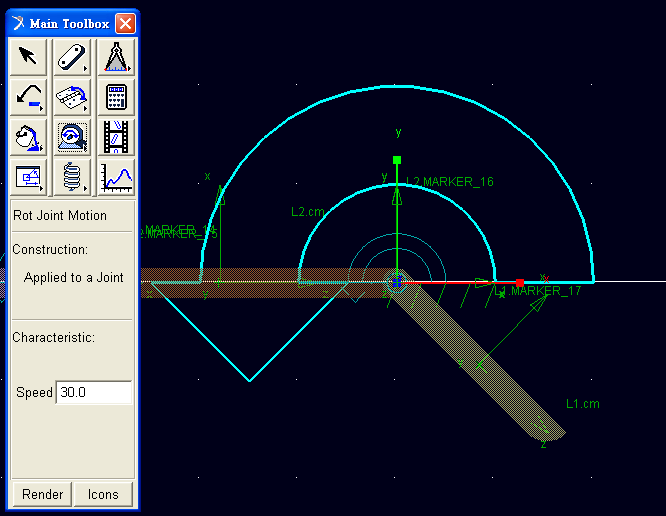 Main Toolbox
Rot Joint Motion
Construction:
Applied to a Joint
Characteristic:
Speed 30.0
Render Icons
y
x
y
L2.MARKER_16
L2.cm
MARKER_15
L1.MARKER_17
x
x
L1.cm
z